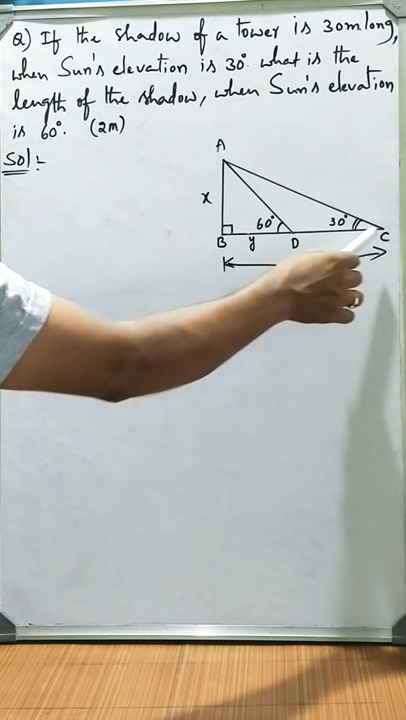 Q) If the shadow of a tower is 30m long,
when Sun's elevation is 30° what is the
length of the shadow, when Sun's elevation
is 60°. (2m)
Sol:
A
x
60° 30°
B y D C